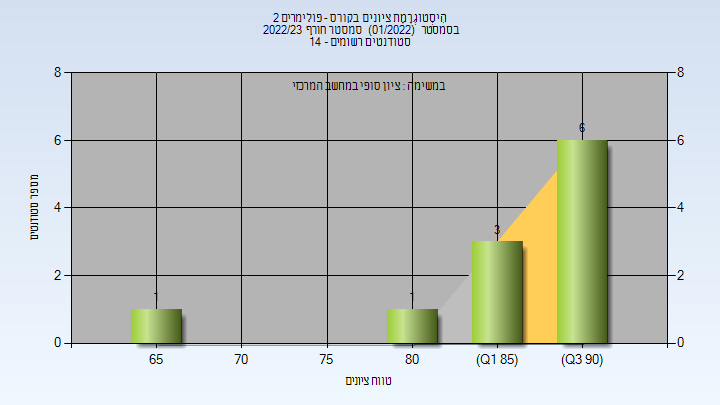 היסטוגרמת ציונים בקורס - פולימרים 2
בסמסטר (01/2022) סמסטר חורף 2022/23
סטודנטים רשומים - 14
במשימה : ציון סופי במחשב המרכזי
8 8
6 6
4 4
2 2
0 0
1 1 3 6
65 70 75 80 (Q1 85) (Q3 90)
מספר סטודנטים
טווח ציונים